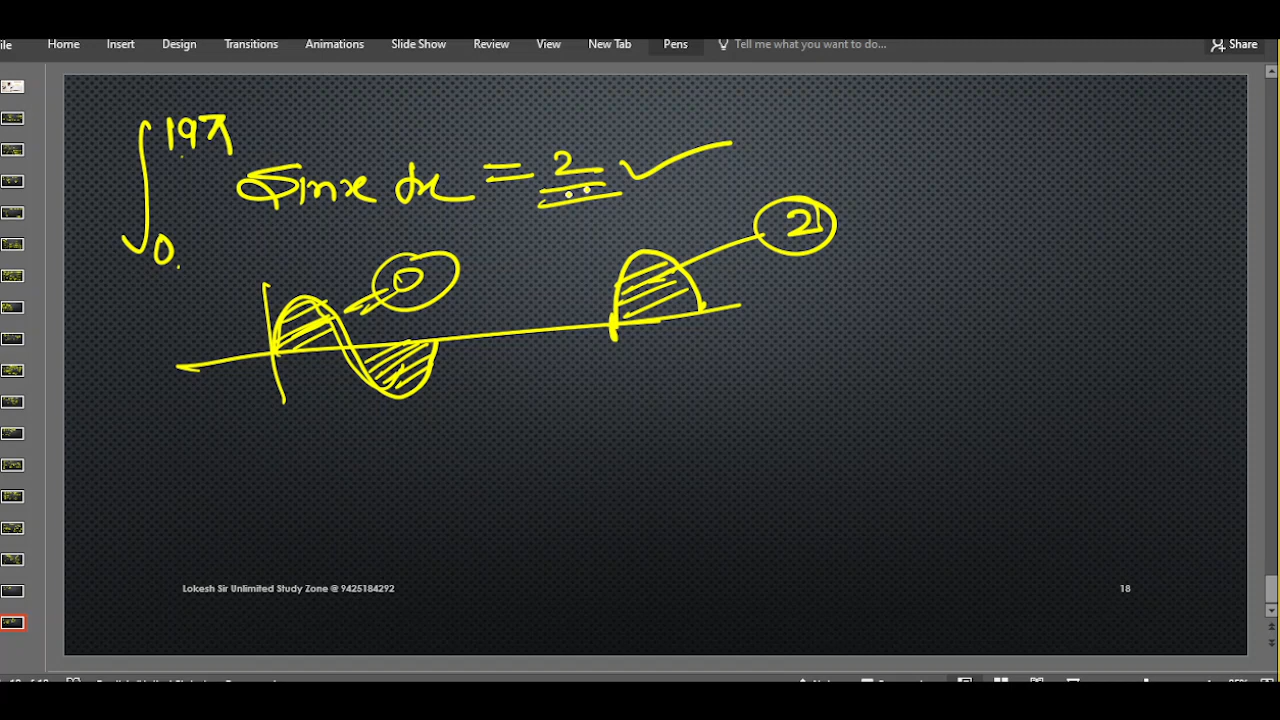 File Home Insert Design Transitions Animations Slide Show Review View New Tab Pens Tell me what you want to do... Share
∫₀^19π sinx dx = 2 ✓
0
2
Lokesh Sir Unlimited Study Zone @ 9425184292
18